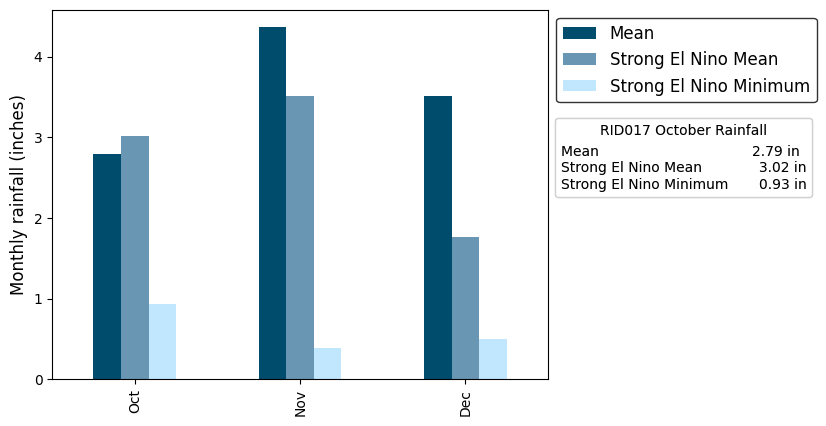 Monthly rainfall (inches)
4
3
2
1
0
Oct
Nov
Dec
Mean
Strong El Nino Mean
Strong El Nino Minimum
RID017 October Rainfall
Mean 2.79 in
Strong El Nino Mean 3.02 in
Strong El Nino Minimum 0.93 in